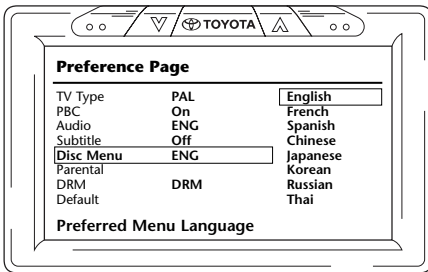 TOYOTA
Preference Page
TV Type PAL English
PBC On French
Audio ENG Spanish
Subtitle Off Chinese
Disc Menu ENG Japanese
Parental Korean
DRM DRM Russian
Default Thai
Preferred Menu Language